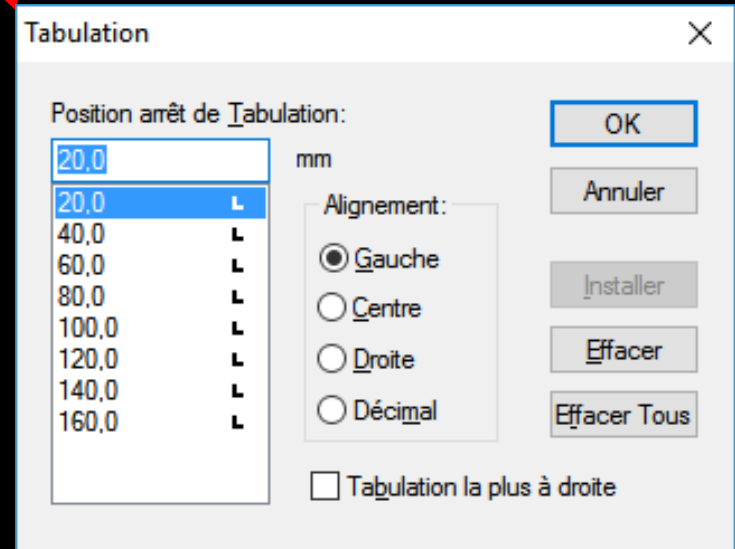 Tabulation
Position arrêt de Tabulation:
20,0 mm
20,0
40,0
60,0
80,0
100,0
120,0
140,0
160,0
Alignement:
Gauche
Centre
Droite
Décimal
Tabulation la plus à droite
OK
Annuler
Installer
Effacer
Effacer Tous